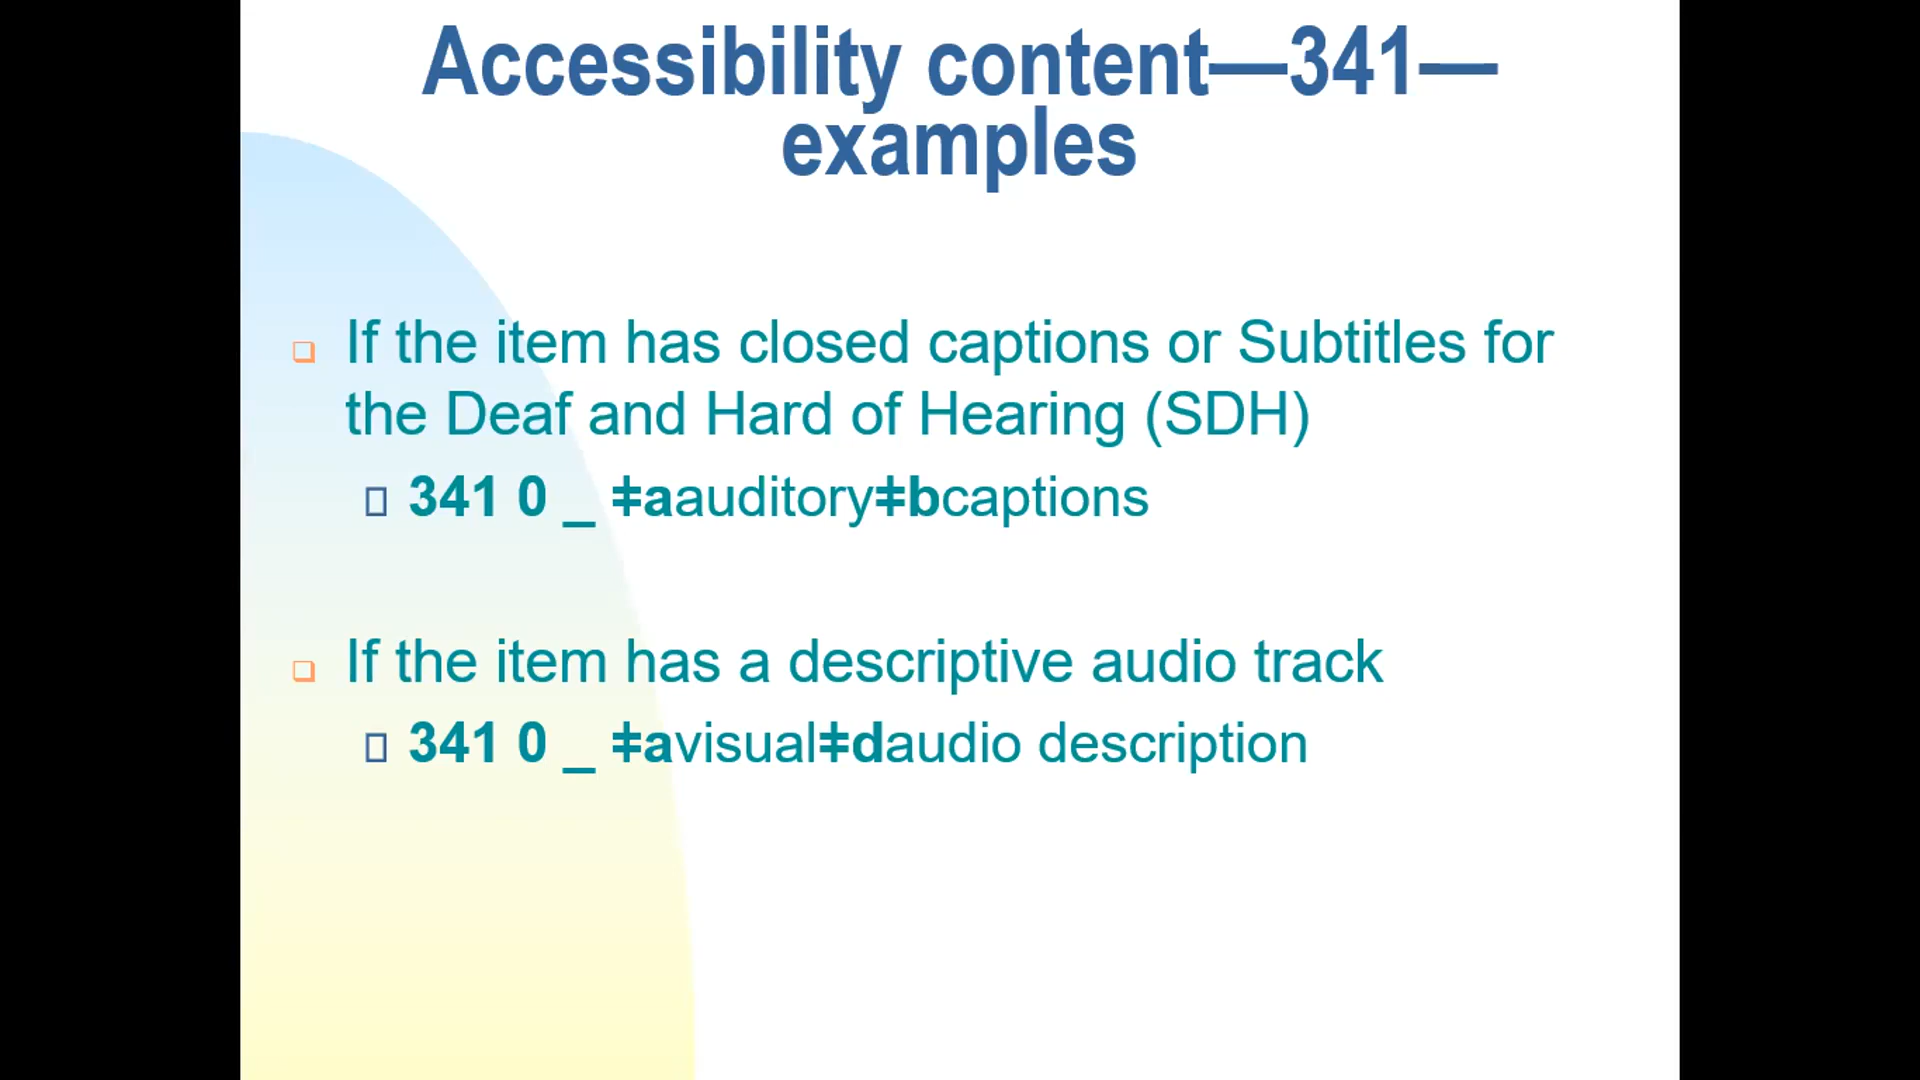 Accessibility content—341—
examples
If the item has closed captions or Subtitles for
the Deaf and Hard of Hearing (SDH)
341 0 _ ǂaauditoryǂbcaptions
If the item has a descriptive audio track
341 0 _ ǂavisualǂdaudio description